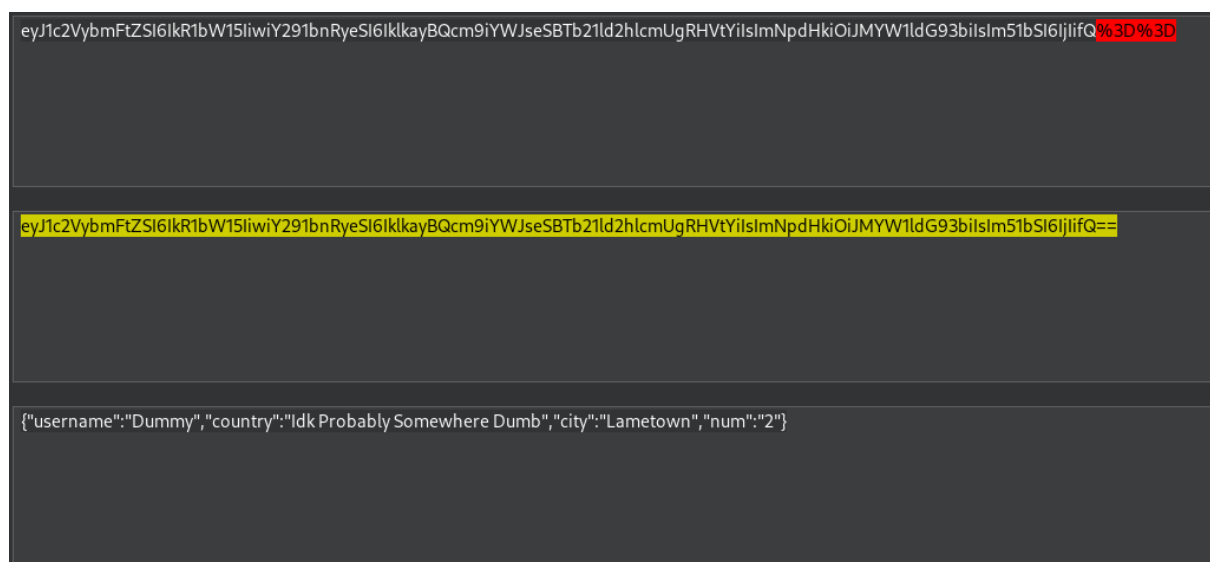 eyJ1c2VybmFtZSI6IkR1bW15IiwiY291bnRyeSI6IklkayBQcm9iYWJseSBTb21ld2hlcmUgRHVtYiIsImNpdHkiOiJMYW1ldG93biIsIm51bSI6IjIifQ%3D%3D
eyJ1c2VybmFtZSI6IkR1bW15IiwiY291bnRyeSI6IklkayBQcm9iYWJseSBTb21ld2hlcmUgRHVtYiIsImNpdHkiOiJMYW1ldG93biIsIm51bSI6IjIifQ==
{"username":"Dummy","country":"Idk Probably Somewhere Dumb","city":"Lametown","num":"2"}